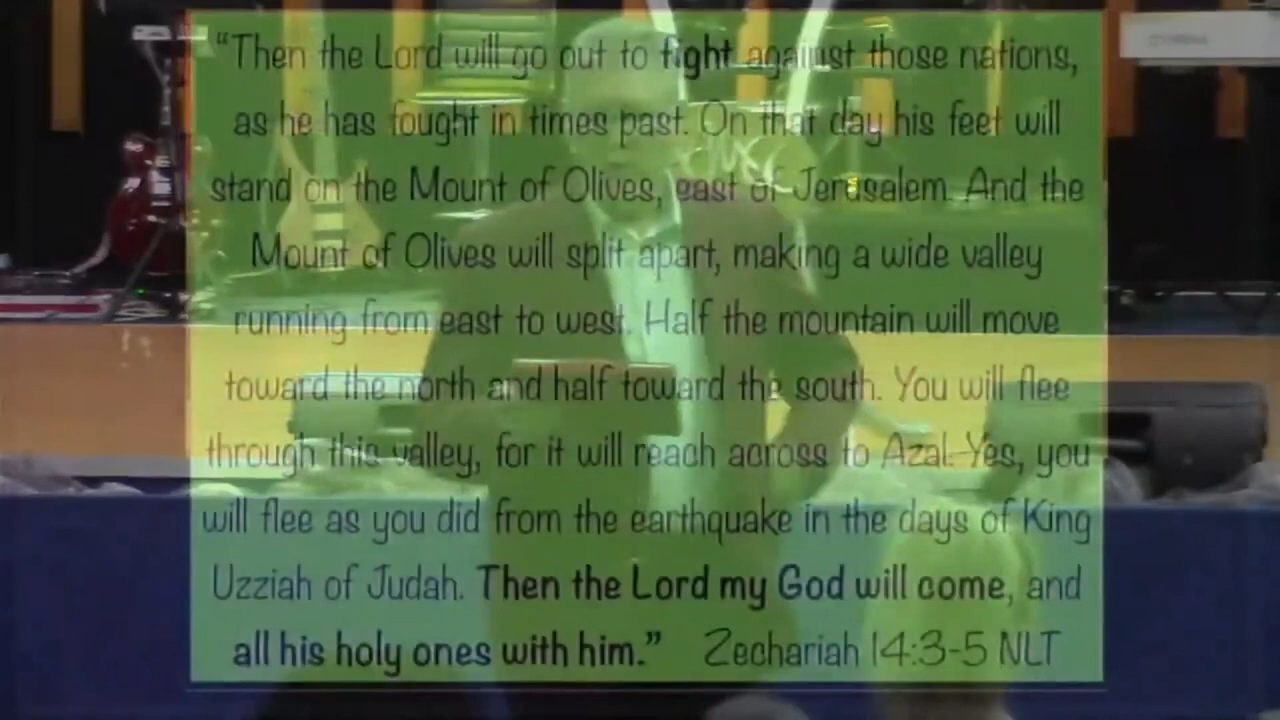 “Then the Lord will go out to fight against those nations,
as he has fought in times past. On that day his feet will
stand on the Mount of Olives, east of Jerusalem. And the
Mount of Olives will split apart, making a wide valley
running from east to west. Half the mountain will move
toward the north and half toward the south. You will flee
through this valley, for it will reach across to Azal. Yes, you
will flee as you did from the earthquake in the days of King
Uzziah of Judah. Then the Lord my God will come, and
all his holy ones with him.” Zechariah 14:3-5 NLT